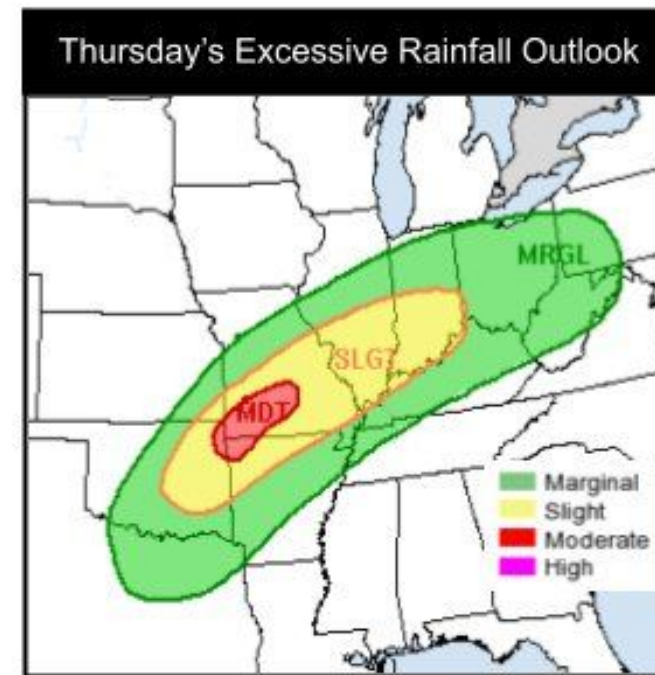 Thursday's Excessive Rainfall Outlook
MRGL
SLGT
MDT
Marginal
Slight
Moderate
High